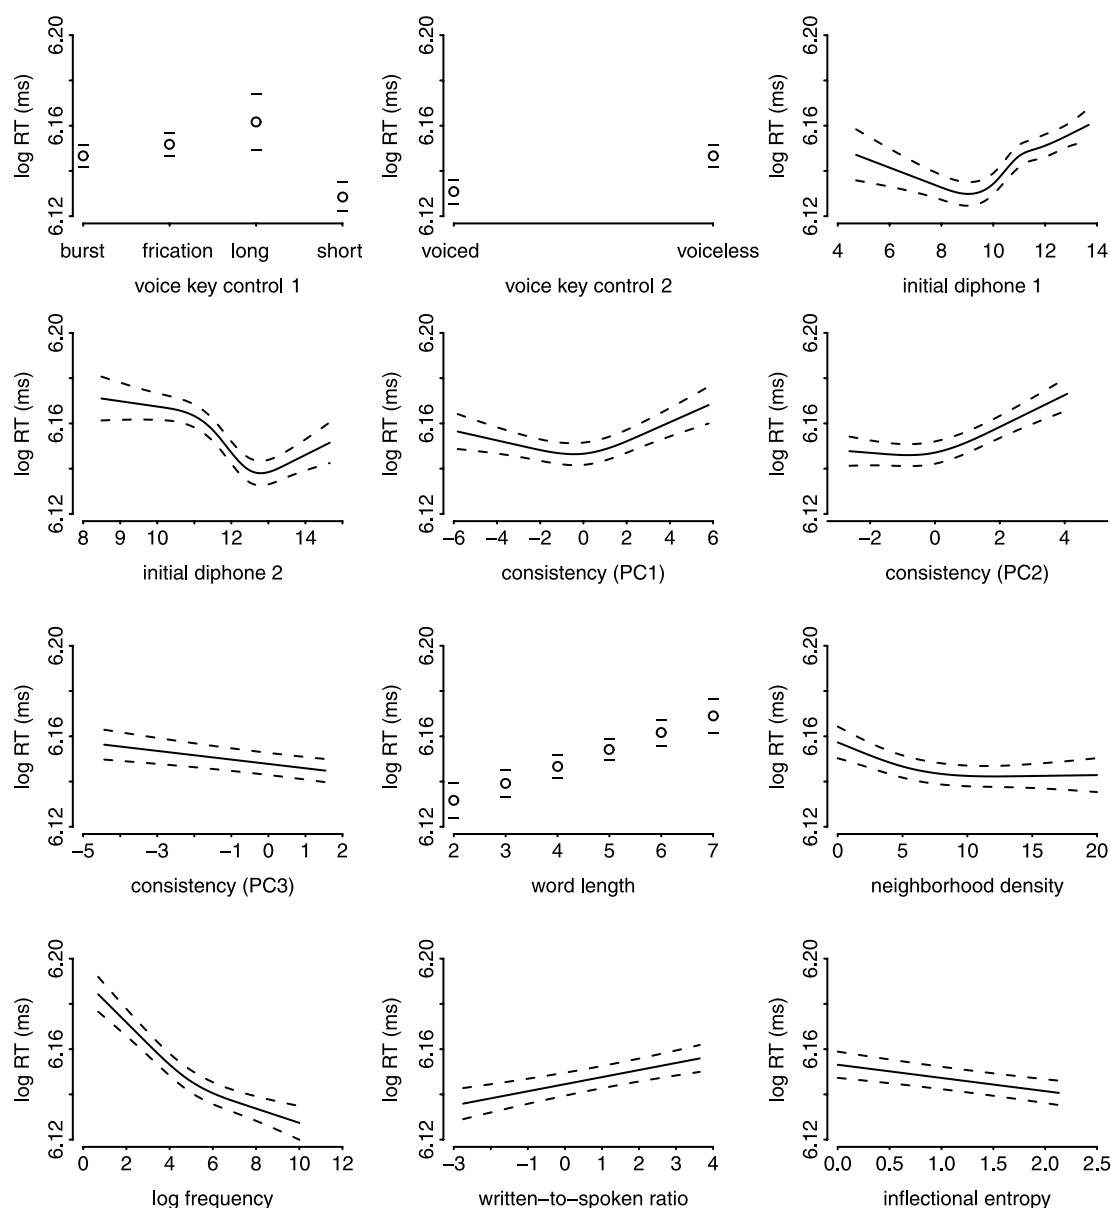 6.20
6.16
6.12
log RT (ms)
burst frication long short
voice key control 1
6.20
6.16
6.12
log RT (ms)
voiced voiceless
voice key control 2
6.20
6.16
6.12
log RT (ms)
4 6 8 10 12 14
initial diphone 1
6.20
6.16
6.12
log RT (ms)
8 9 10 12 14
initial diphone 2
6.20
6.16
6.12
log RT (ms)
−6 −4 −2 0 2 4 6
consistency (PC1)
6.20
6.16
6.12
log RT (ms)
−2 0 2 4
consistency (PC2)
6.20
6.16
6.12
log RT (ms)
−5 −3 −1 0 1 2
consistency (PC3)
6.20
6.16
6.12
log RT (ms)
2 3 4 5 6 7
word length
6.20
6.16
6.12
log RT (ms)
0 5 10 15 20
neighborhood density
6.20
6.16
6.12
log RT (ms)
0 2 4 6 8 10 12
log frequency
6.20
6.16
6.12
log RT (ms)
−3 −1 0 1 2 3 4
written−to−spoken ratio
6.20
6.16
6.12
log RT (ms)
0.0 0.5 1.0 1.5 2.0 2.5
inflectional entropy